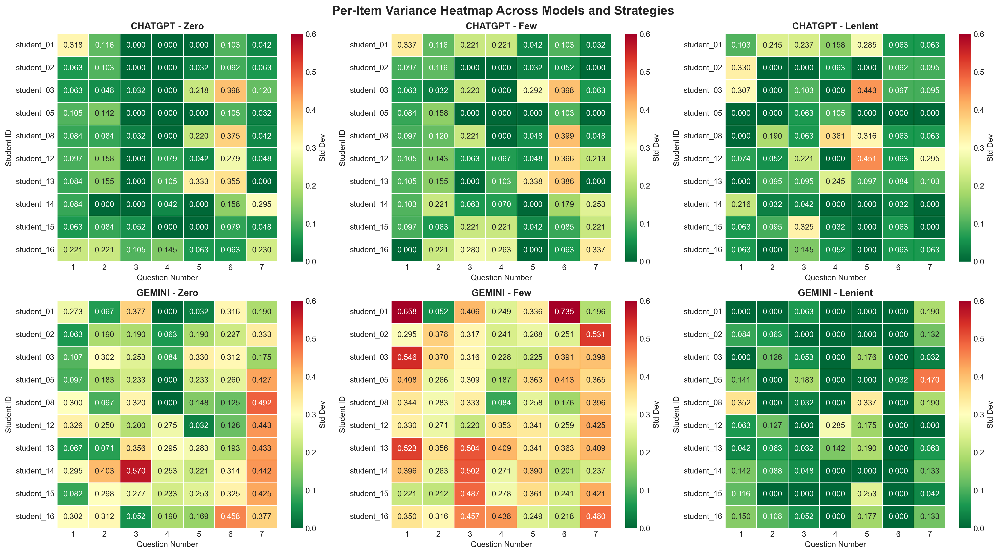 Per-Item Variance Heatmap Across Models and Strategies
CHATGPT - Zero
student_01 0.318 0.116 0.000 0.000 0.000 0.103 0.042
student_02 0.063 0.103 0.000 0.000 0.032 0.092 0.063
student_03 0.063 0.048 0.032 0.000 0.218 0.398 0.120
student_05 0.105 0.142 0.000 0.000 0.000 0.105 0.032
student_08 0.084 0.084 0.032 0.000 0.220 0.375 0.042
student_12 0.097 0.158 0.000 0.079 0.042 0.279 0.048
student_13 0.084 0.155 0.000 0.105 0.333 0.355 0.000
student_14 0.084 0.000 0.000 0.042 0.000 0.158 0.295
student_15 0.063 0.084 0.052 0.000 0.000 0.079 0.048
student_16 0.221 0.221 0.105 0.145 0.063 0.063 0.230
1 2 3 4 5 6 7
Question Number
Student ID
0.6
0.5
0.4
0.3
0.2
0.1
0.0
Std Dev
CHATGPT - Few
student_01 0.337 0.116 0.221 0.221 0.042 0.103 0.032
student_02 0.097 0.116 0.000 0.000 0.032 0.052 0.000
student_03 0.063 0.032 0.220 0.000 0.292 0.398 0.063
student_05 0.084 0.158 0.000 0.000 0.000 0.103 0.000
student_08 0.097 0.120 0.221 0.000 0.048 0.399 0.048
student_12 0.105 0.143 0.063 0.067 0.048 0.366 0.213
student_13 0.105 0.155 0.000 0.103 0.338 0.386 0.000
student_14 0.103 0.221 0.063 0.070 0.000 0.179 0.253
student_15 0.097 0.063 0.221 0.221 0.042 0.085 0.221
student_16 0.000 0.221 0.280 0.263 0.000 0.063 0.337
1 2 3 4 5 6 7
Question Number
Student ID
0.6
0.5
0.4
0.3
0.2
0.1
0.0
Std Dev
CHATGPT - Lenient
student_01 0.103 0.245 0.237 0.158 0.285 0.063 0.063
student_02 0.330 0.000 0.000 0.063 0.000 0.092 0.095
student_03 0.307 0.000 0.103 0.000 0.443 0.097 0.095
student_05 0.000 0.000 0.063 0.105 0.000 0.000 0.000
student_08 0.000 0.190 0.063 0.361 0.316 0.063 0.063
student_12 0.074 0.052 0.221 0.000 0.451 0.063 0.295
student_13 0.000 0.095 0.095 0.245 0.097 0.084 0.103
student_14 0.216 0.032 0.042 0.000 0.000 0.032 0.000
student_15 0.063 0.095 0.325 0.032 0.000 0.063 0.000
student_16 0.063 0.000 0.145 0.052 0.000 0.063 0.063
1 2 3 4 5 6 7
Question Number
Student ID
0.6
0.5
0.4
0.3
0.2
0.1
0.0
Std Dev
GEMINI - Zero
student_01 0.273 0.067 0.377 0.000 0.032 0.316 0.190
student_02 0.063 0.190 0.190 0.063 0.190 0.227 0.333
student_03 0.107 0.302 0.253 0.084 0.330 0.312 0.175
student_05 0.097 0.183 0.233 0.000 0.233 0.260 0.427
student_08 0.300 0.097 0.320 0.000 0.148 0.125 0.492
student_12 0.326 0.250 0.200 0.275 0.032 0.126 0.443
student_13 0.067 0.071 0.356 0.295 0.283 0.193 0.433
student_14 0.295 0.403 0.570 0.253 0.221 0.314 0.442
student_15 0.082 0.298 0.277 0.233 0.253 0.325 0.425
student_16 0.302 0.312 0.052 0.190 0.169 0.458 0.377
1 2 3 4 5 6 7
Question Number
Student ID
0.6
0.5
0.4
0.3
0.2
0.1
0.0
Std Dev
GEMINI - Few
student_01 0.658 0.052 0.406 0.249 0.336 0.735 0.196
student_02 0.295 0.378 0.317 0.241 0.268 0.251 0.531
student_03 0.546 0.370 0.316 0.228 0.225 0.391 0.398
student_05 0.408 0.266 0.309 0.187 0.363 0.413 0.365
student_08 0.344 0.283 0.333 0.084 0.258 0.176 0.396
student_12 0.330 0.271 0.220 0.353 0.341 0.259 0.425
student_13 0.523 0.356 0.504 0.409 0.341 0.363 0.409
student_14 0.396 0.263 0.502 0.271 0.390 0.201 0.237
student_15 0.221 0.212 0.487 0.278 0.361 0.241 0.421
student_16 0.350 0.316 0.457 0.438 0.249 0.218 0.480
1 2 3 4 5 6 7
Question Number
Student ID
0.6
0.5
0.4
0.3
0.2
0.1
0.0
Std Dev
GEMINI - Lenient
student_01 0.000 0.000 0.063 0.000 0.000 0.000 0.190
student_02 0.084 0.063 0.000 0.000 0.000 0.000 0.132
student_03 0.000 0.126 0.053 0.000 0.176 0.000 0.032
student_05 0.141 0.000 0.183 0.000 0.000 0.032 0.470
student_08 0.352 0.000 0.032 0.000 0.337 0.000 0.190
student_12 0.063 0.127 0.000 0.285 0.175 0.000 0.000
student_13 0.042 0.063 0.032 0.142 0.190 0.000 0.063
student_14 0.142 0.088 0.048 0.000 0.000 0.000 0.133
student_15 0.116 0.000 0.000 0.000 0.253 0.000 0.042
student_16 0.150 0.108 0.052 0.000 0.177 0.000 0.133
1 2 3 4 5 6 7
Question Number
Student ID
0.6
0.5
0.4
0.3
0.2
0.1
0.0
Std Dev